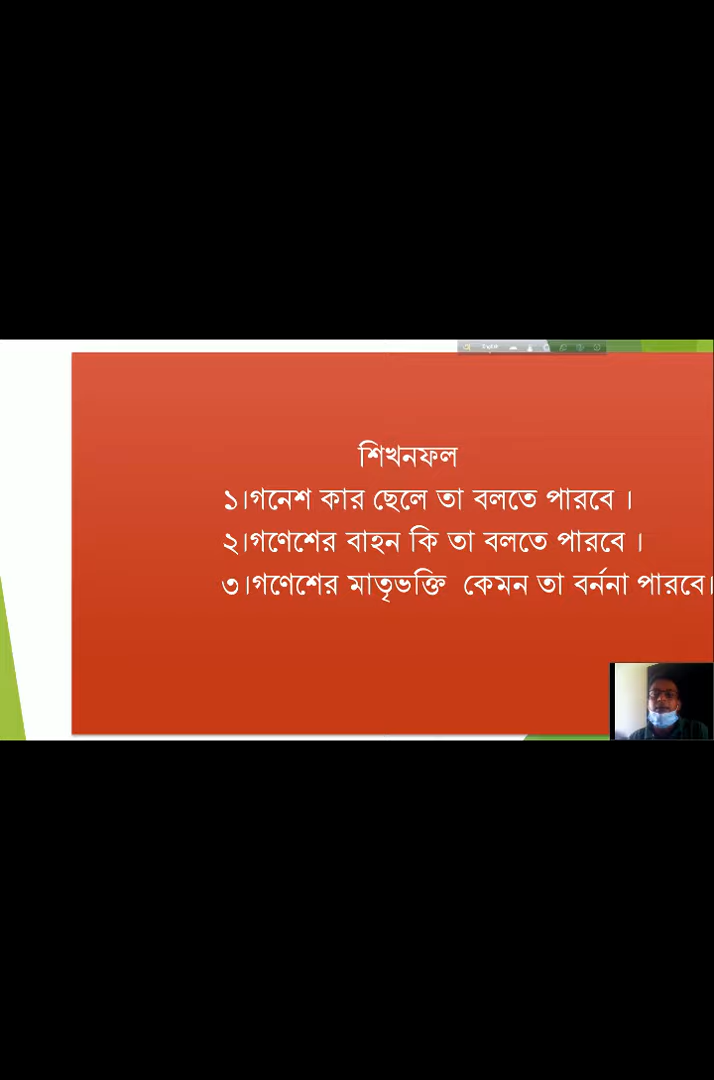 শিখনফল
১।গনেশ কার ছেলে তা বলতে পারবে ।
২।গণেশের বাহন কি তা বলতে পারবে ।
৩।গণেশের মাতৃভক্তি কেমন তা বর্ননা পারবে।